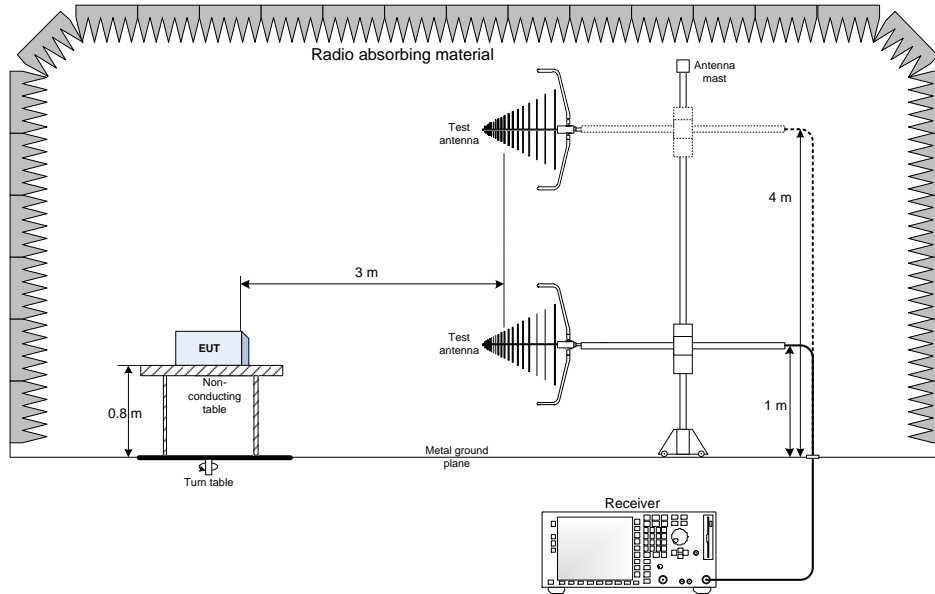 Radio absorbing material
Antenna
mast
Test
antenna
4 m
3 m
Test
antenna
EUT
Non-
conducting
table
0.8 m
1 m
Metal ground
plane
Turn table
Receiver